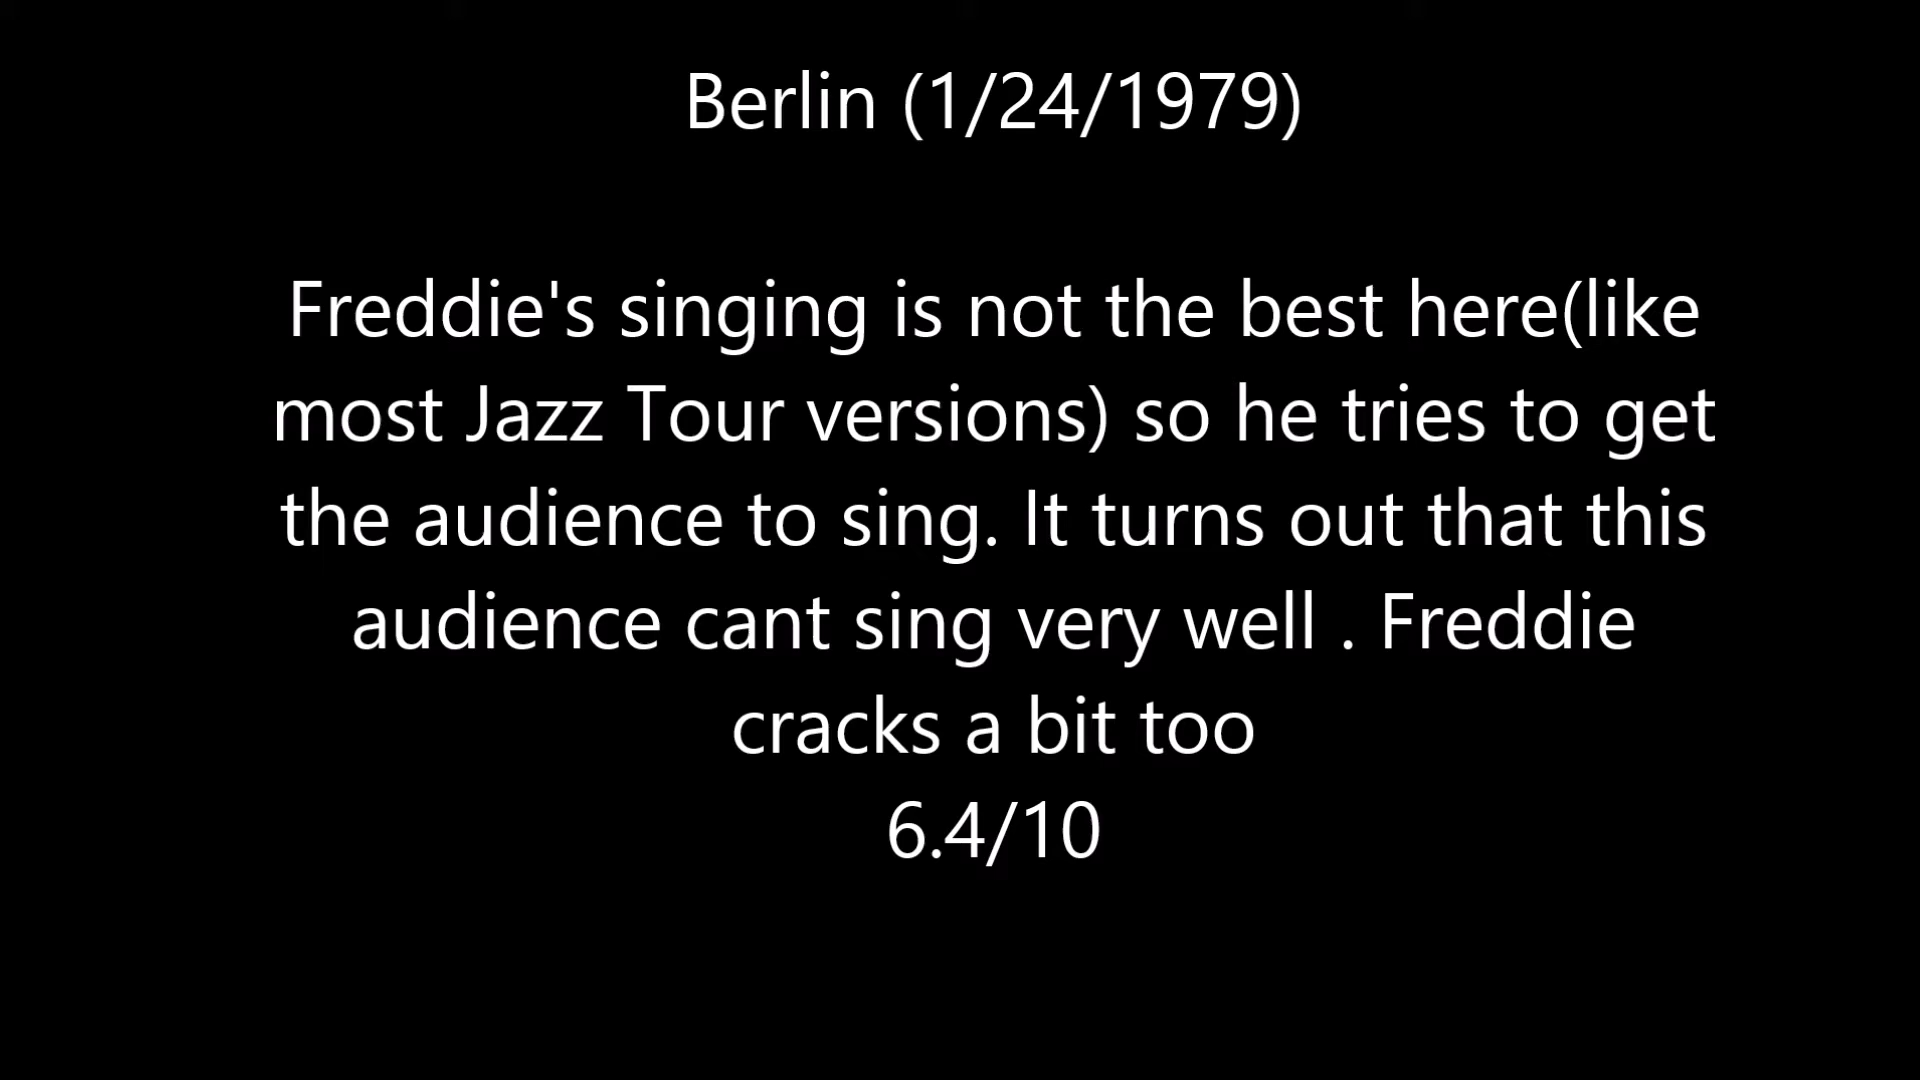 Berlin (1/24/1979)
Freddie's singing is not the best here(like
most Jazz Tour versions) so he tries to get
the audience to sing. It turns out that this
audience cant sing very well . Freddie
cracks a bit too
6.4/10